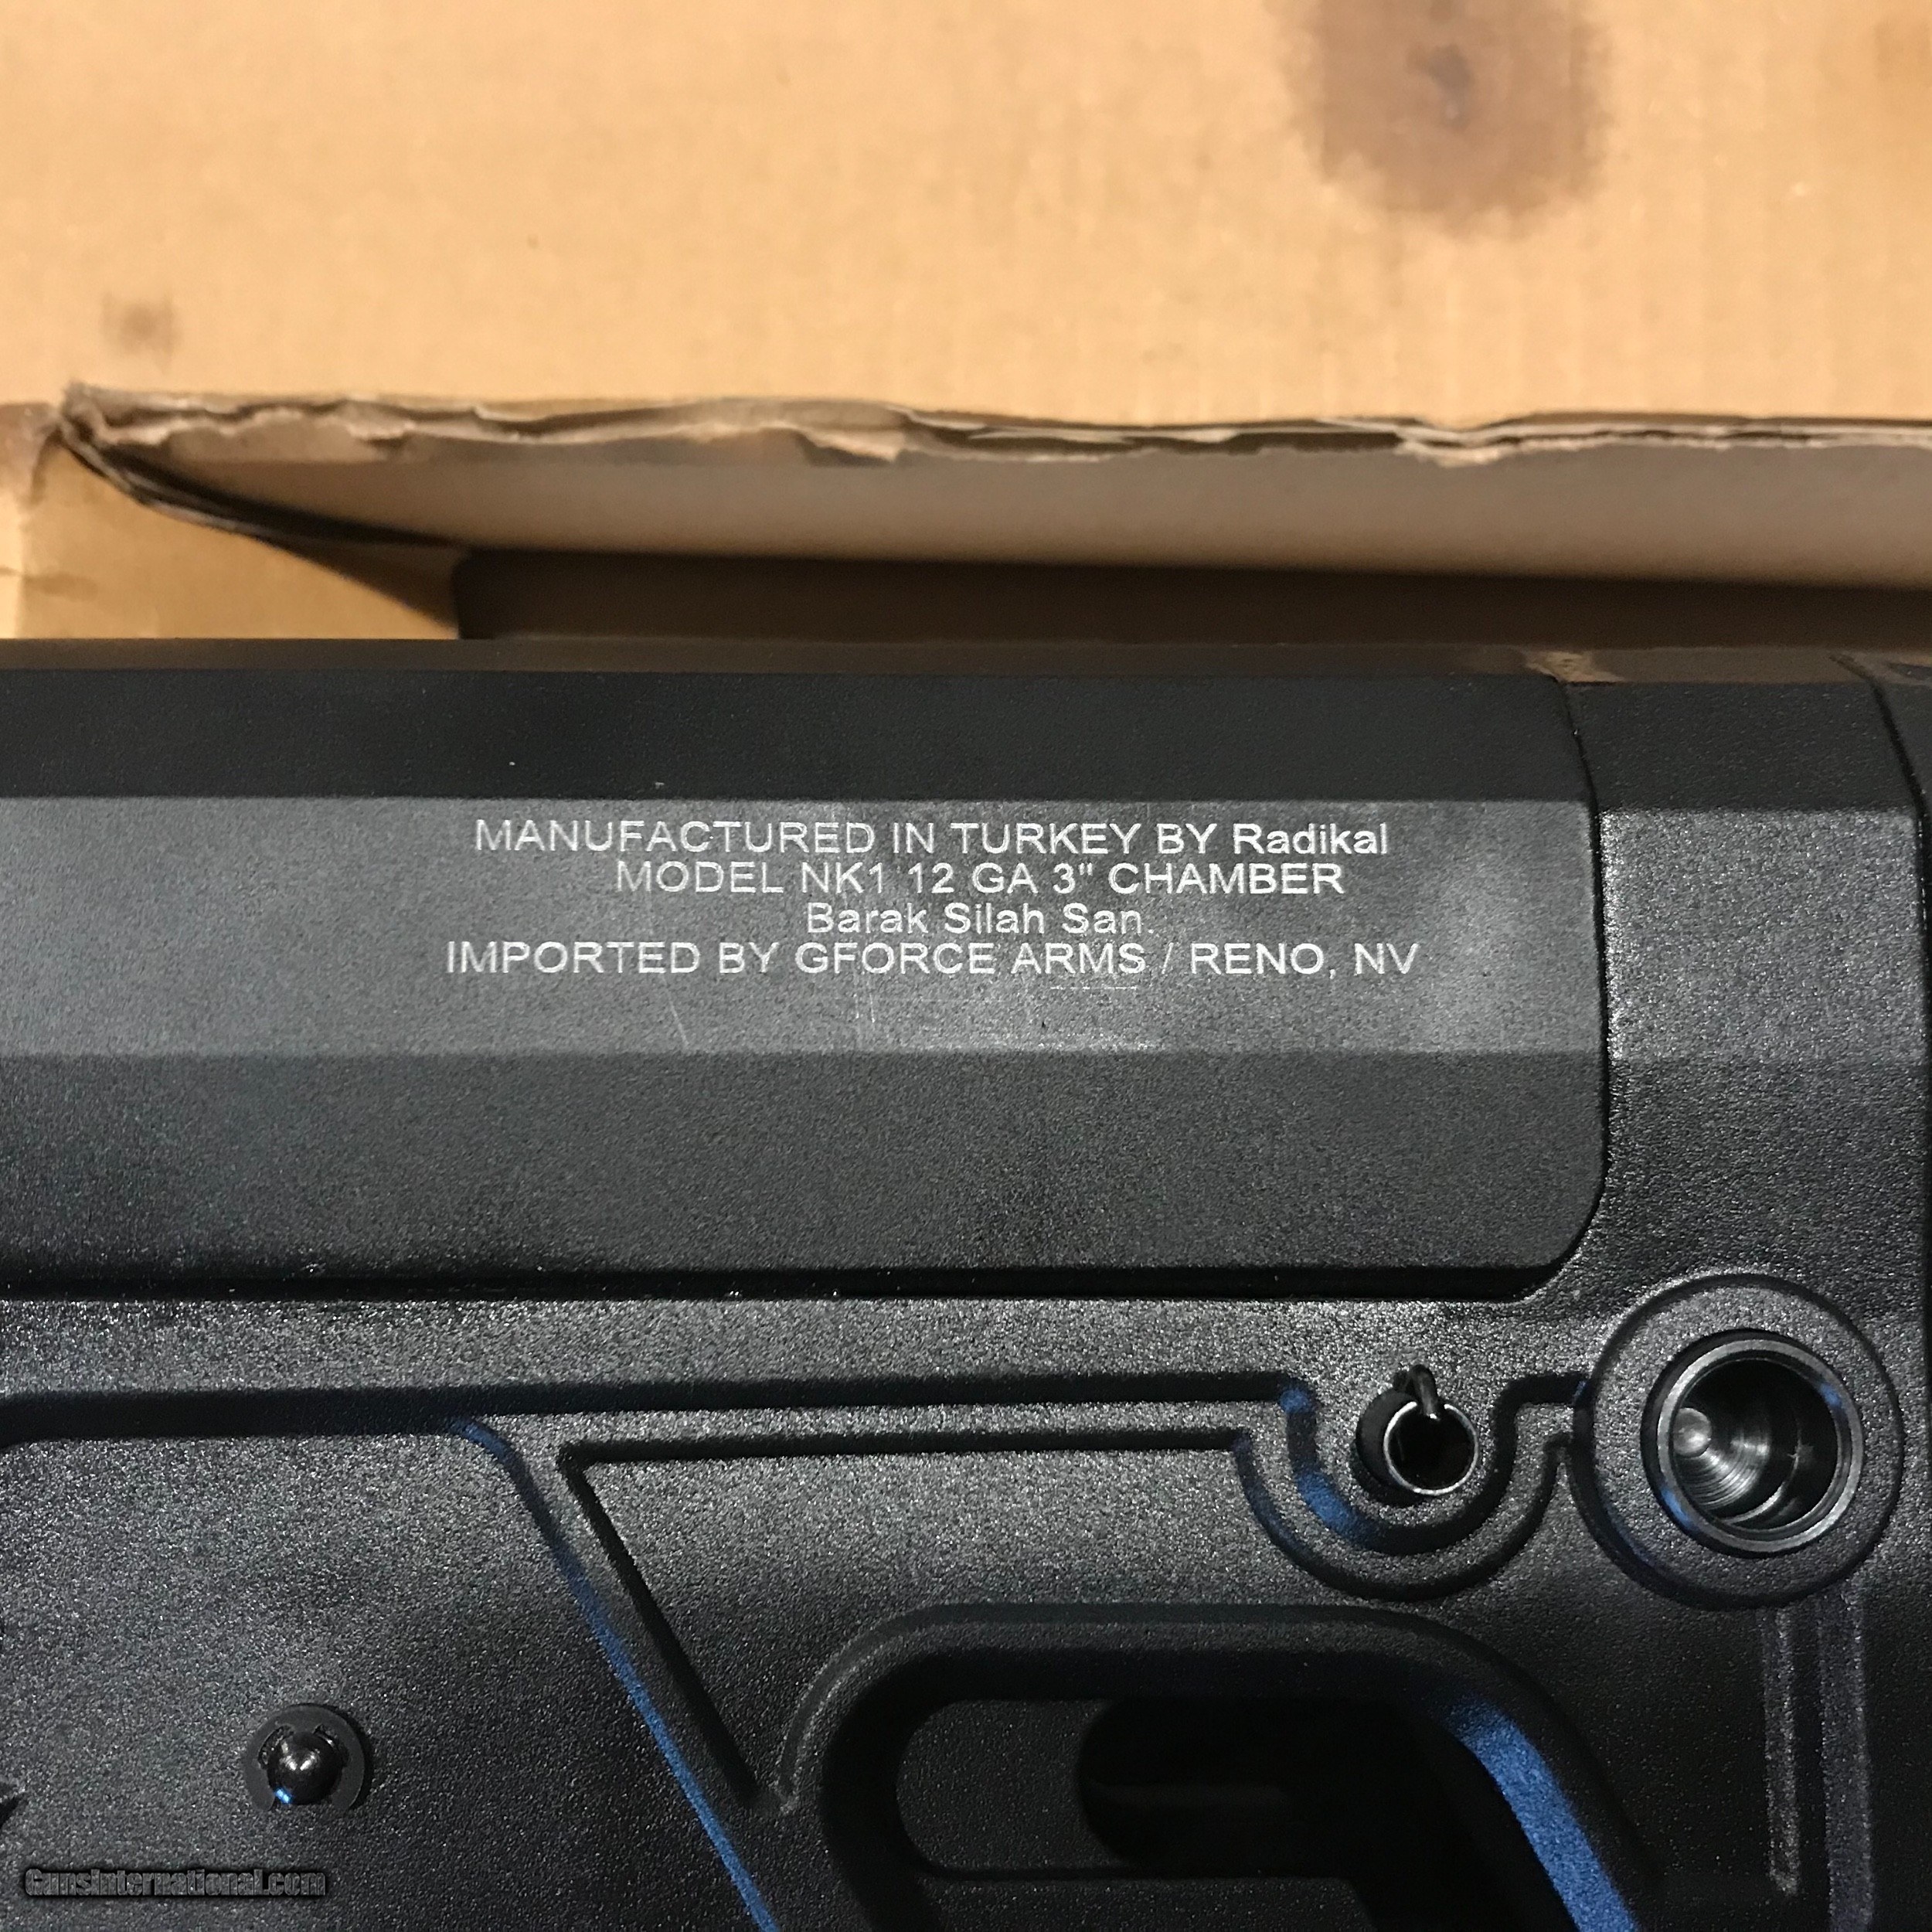 MANUFACTURED IN TURKEY BY Radikal
MODEL NK1 12 GA 3" CHAMBER
Barak Silah San.
IMPORTED BY GFORCE ARMS / RENO, NV
GunsInternational.com